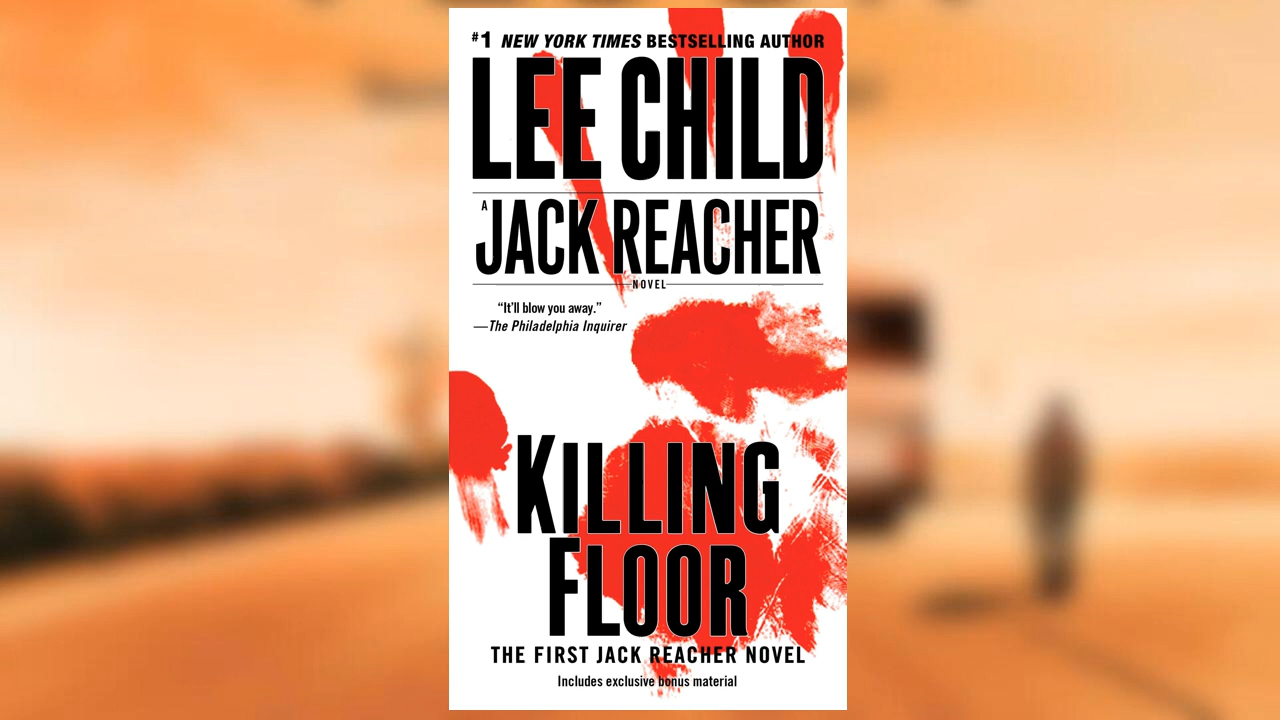 #1 NEW YORK TIMES BESTSELLING AUTHOR
LEE CHILD
A
JACK REACHER
NOVEL
“It’ll blow you away.”
—The Philadelphia Inquirer
KILLING
FLOOR
THE FIRST JACK REACHER NOVEL
Includes exclusive bonus material